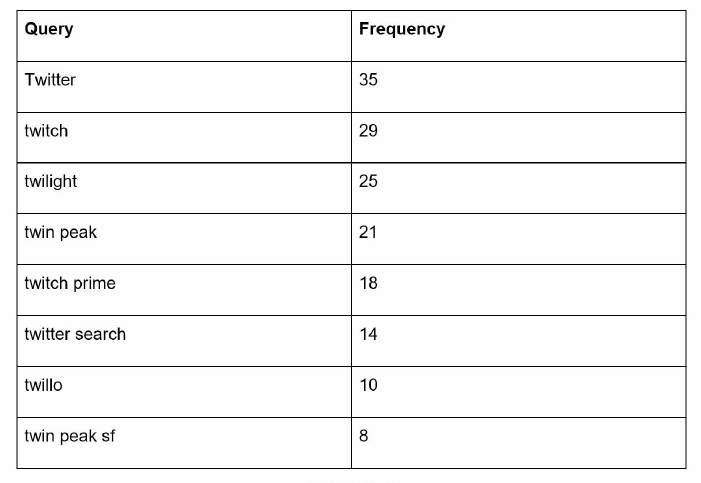 Query Frequency
Twitter 35
twitch 29
twilight 25
twin peak 21
twitch prime 18
twitter search 14
twillo 10
twin peak sf 8